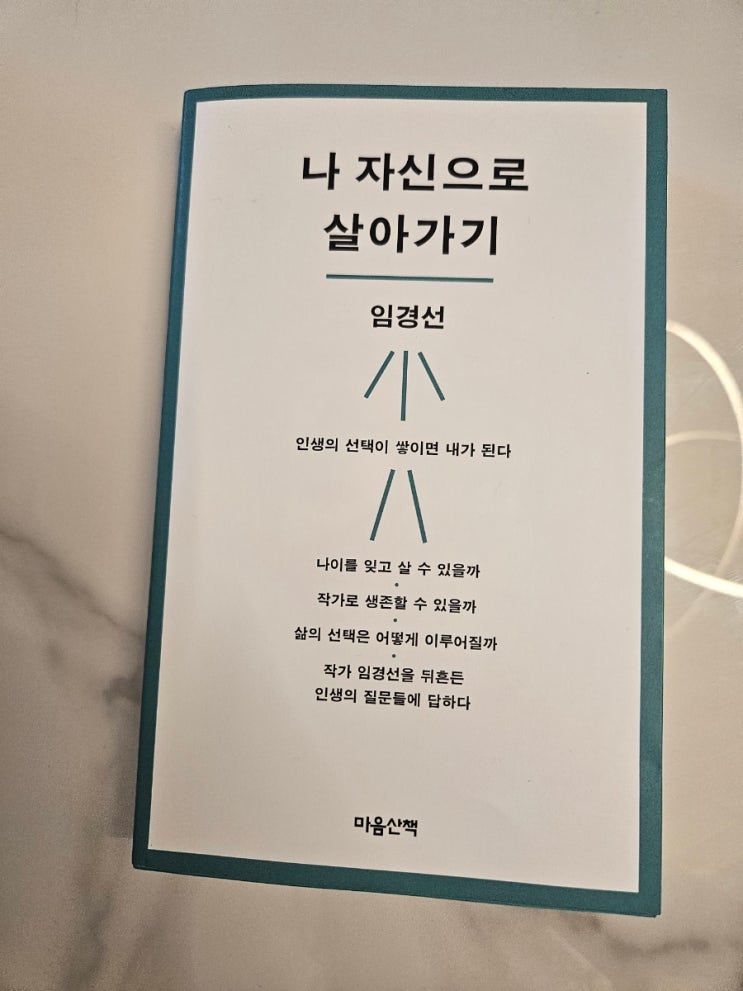 나 자신으로
살아가기
임경선
인생의 선택이 쌓이면 내가 된다
나이를 잊고 살 수 있을까
작가로 생존할 수 있을까
삶의 선택은 어떻게 이루어질까
작가 임경선을 뒤흔든
인생의 질문들에 답하다
마음산책